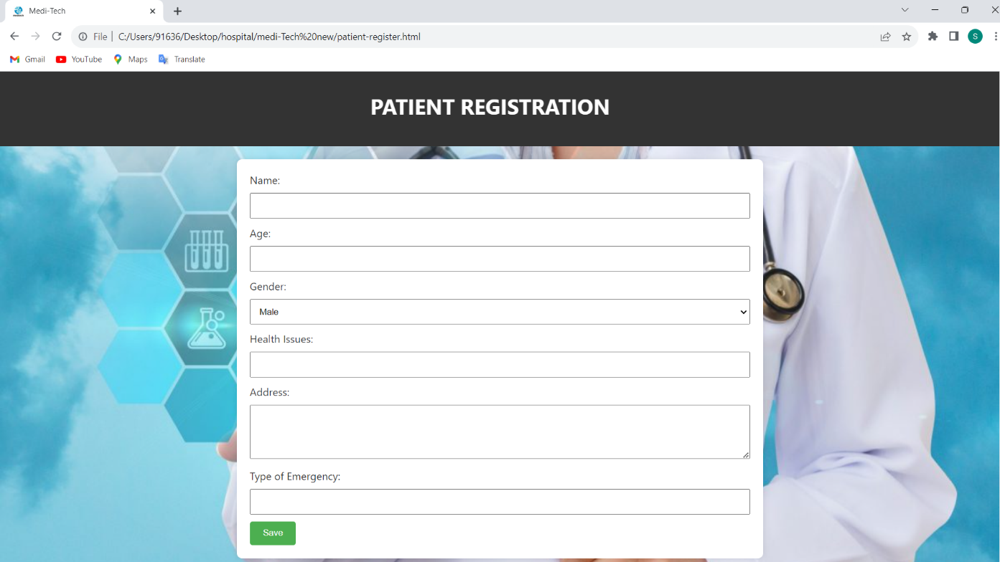 Medi-Tech
File C:/Users/91636/Desktop/hospital/medi-Tech%20new/patient-register.html
S
Gmail YouTube Maps Translate
PATIENT REGISTRATION
Name:
Age:
Gender:
Male
Health Issues:
Address:
Type of Emergency:
Save